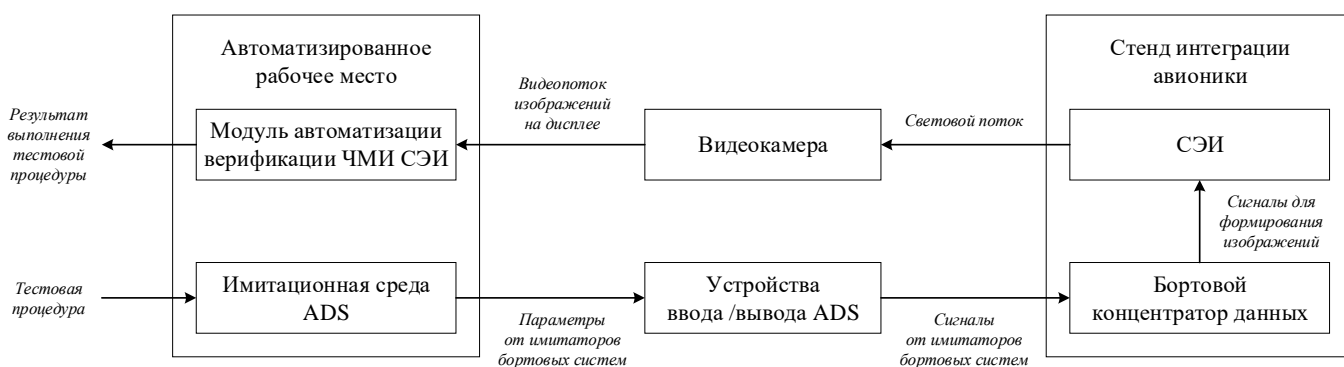 Автоматизированное
рабочее место
Стенд интеграции
авионики
Результат
выполнения
тестовой
процедуры
Модуль автоматизации
верификации ЧМИ СЭИ
Видеопоток
изображений
на дисплее
Видеокамера
Световой поток
СЭИ
Сигналы для
формирования
изображений
Тестовая
процедура
Имитационная среда
ADS
Параметры
от имитаторов
бортовых систем
Устройства
ввода /вывода ADS
Сигналы
от имитаторов
бортовых систем
Бортовой
концентратор данных